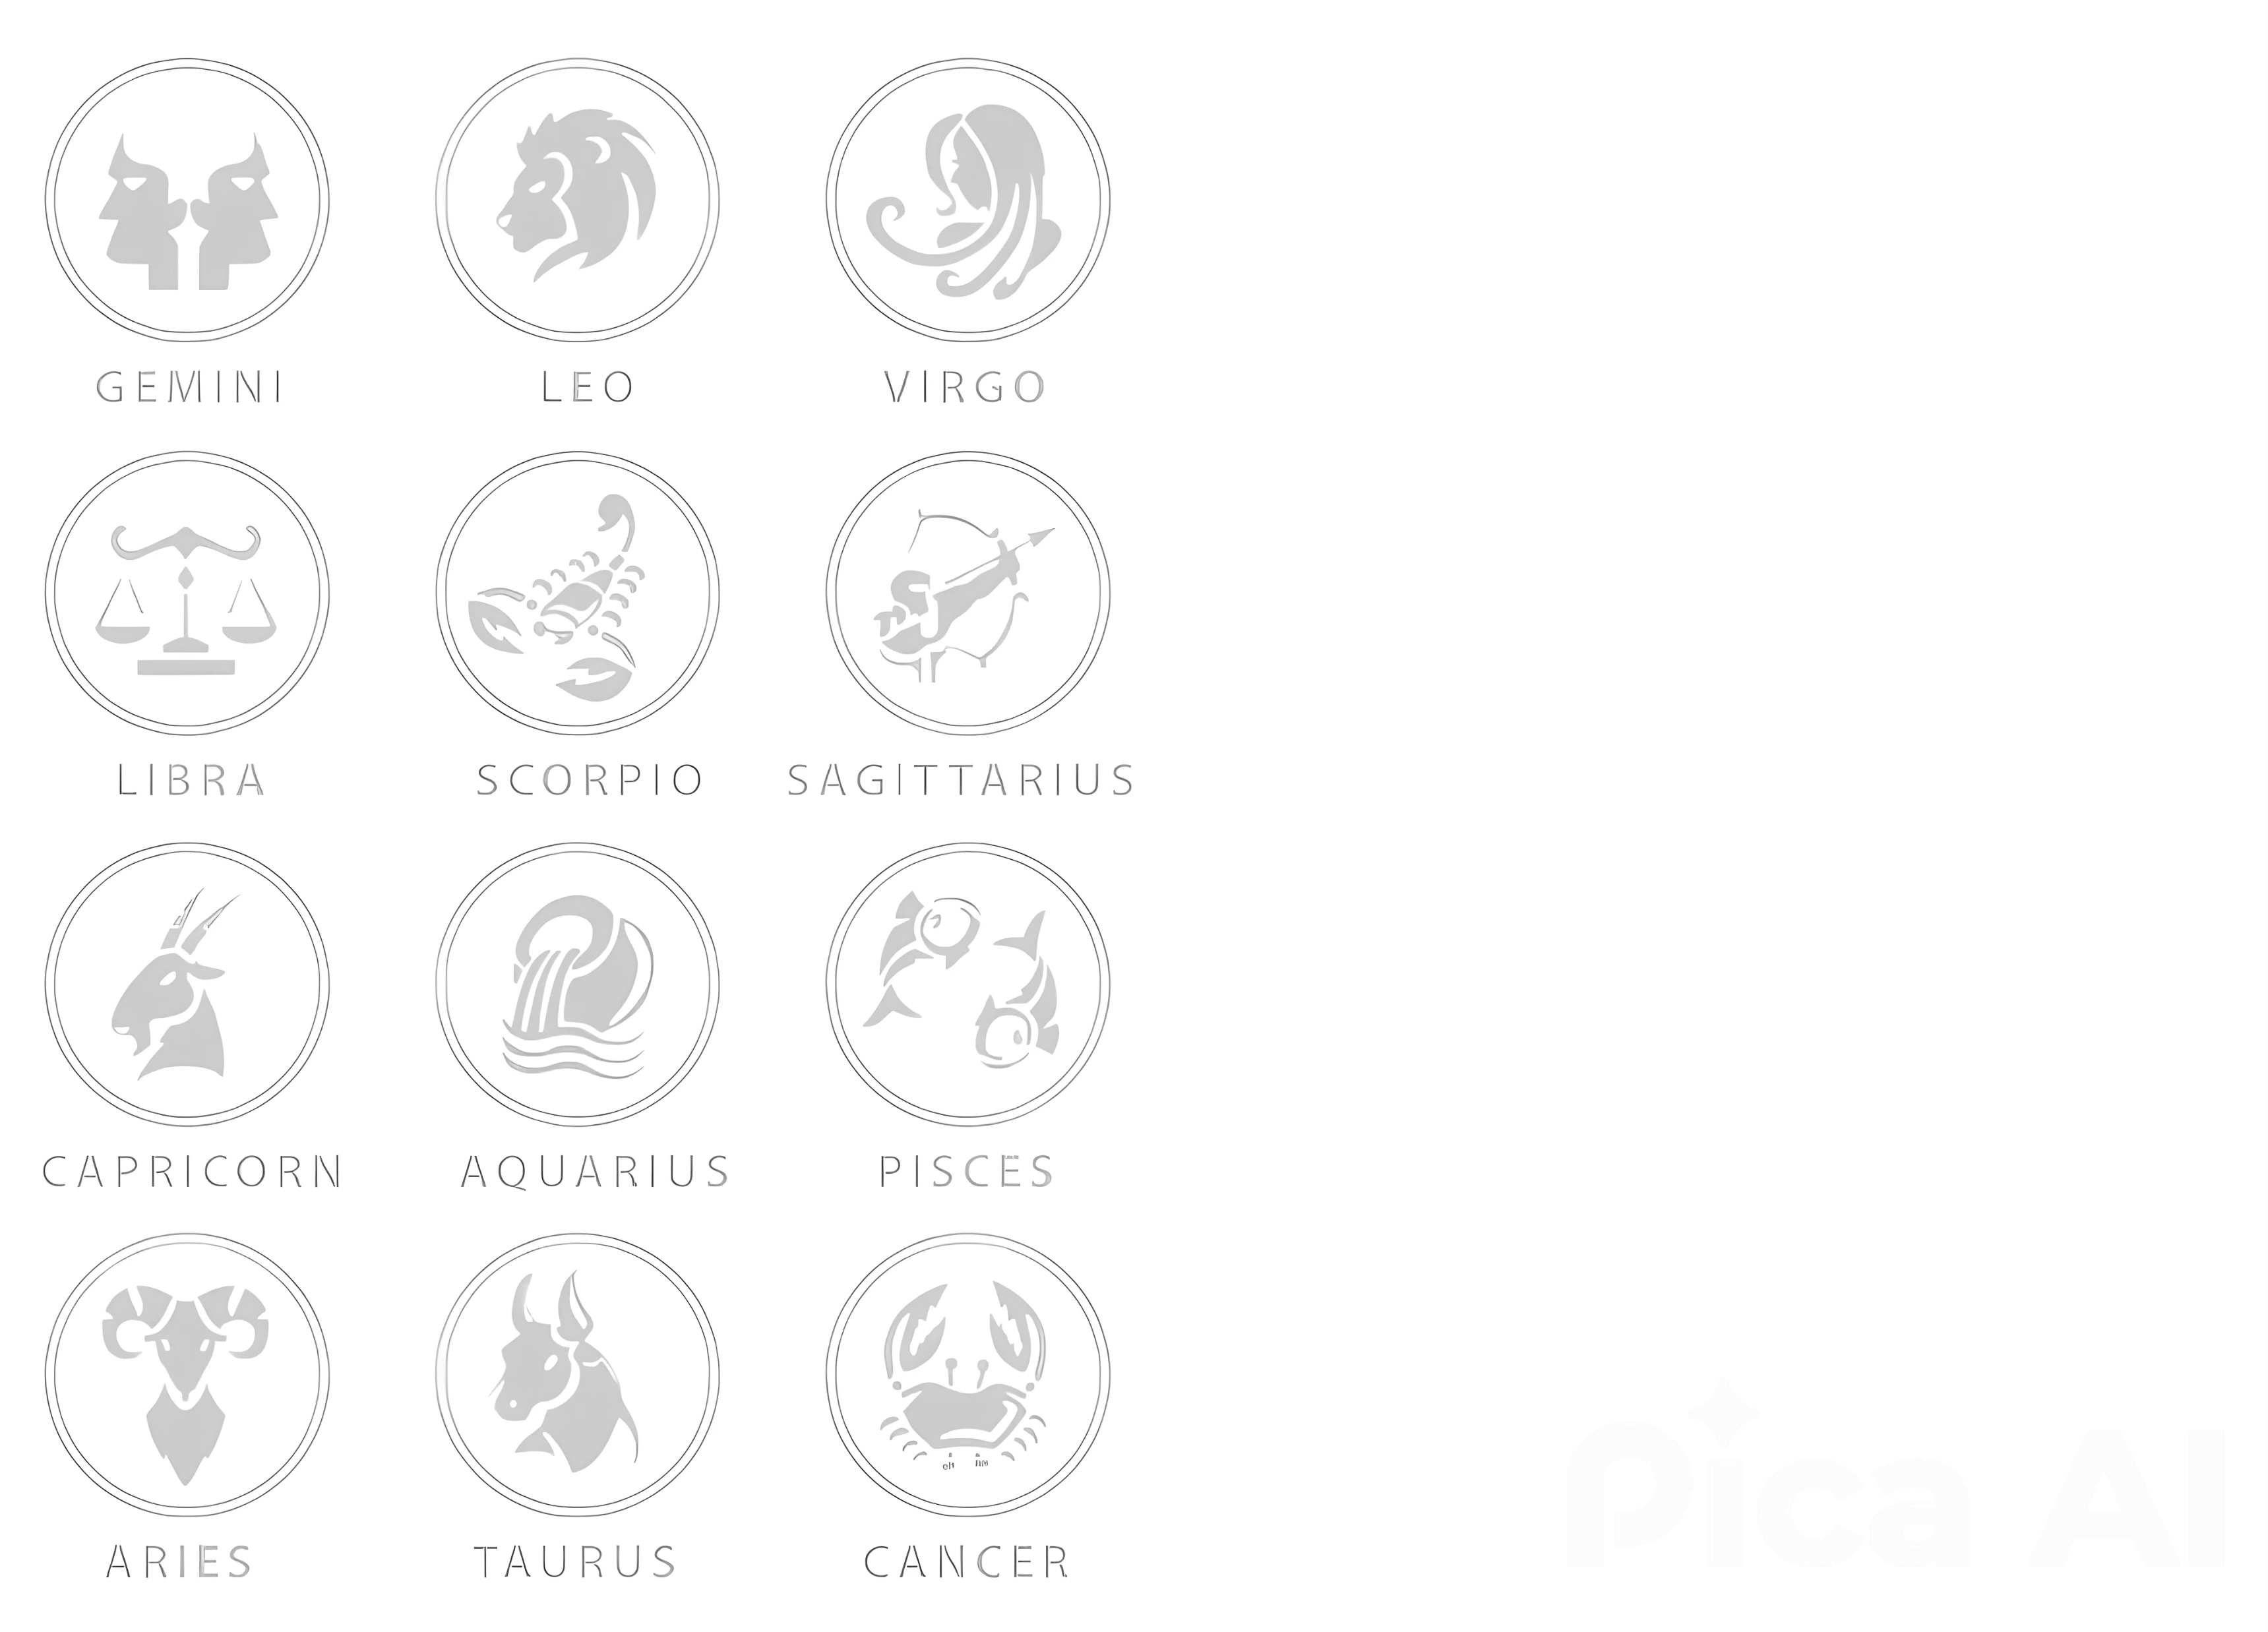 GEMINI LEO VIRGO
LIBRA SCORPIO SAGITTARIUS
CAPRICORN AQUARIUS PISCES
Pica AI
ARIES TAURUS CANCER